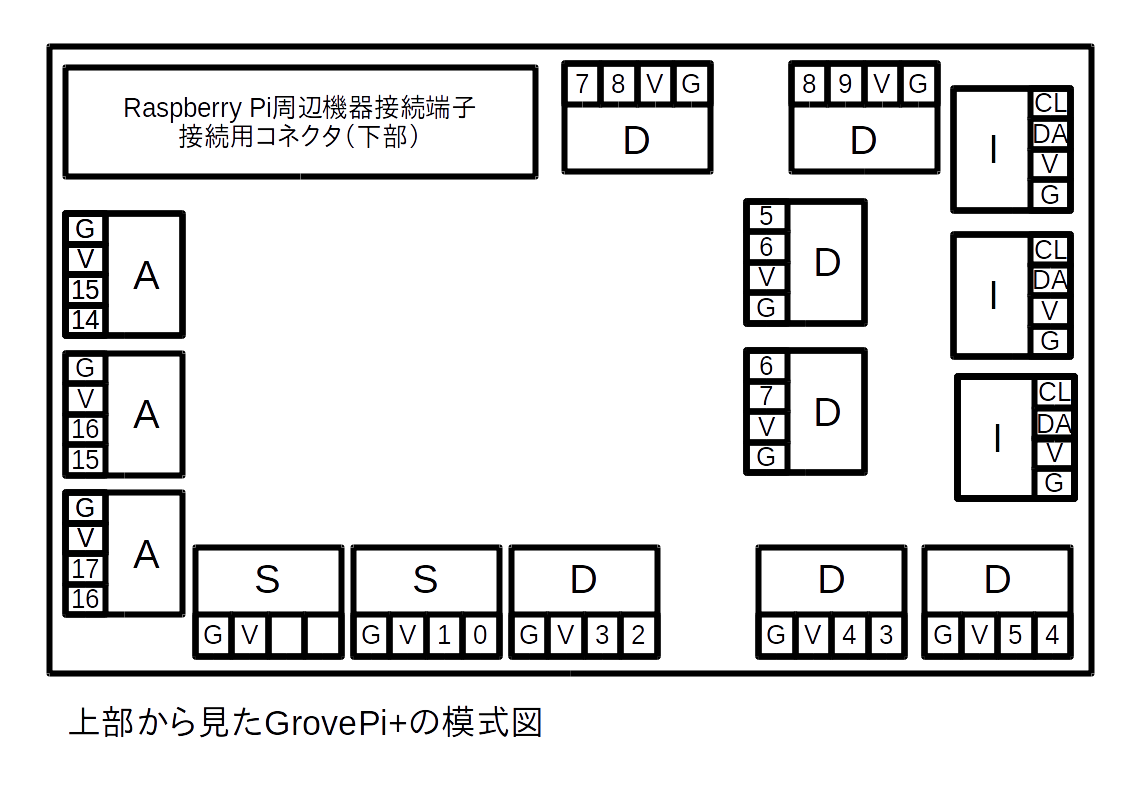 Raspberry Pi周辺機器接続端子
接続用コネクタ（下部）
7 8 V G
D
8 9 V G
D
CL
DA
V
G
I
G
V
15
14
A
5
6
V
G
D
CL
DA
V
G
I
G
V
16
15
A
6
7
V
G
D
CL
DA
V
G
I
G
V
17
16
A
S
G V
S
G V 1 0
D
G V 3 2
D
G V 4 3
D
G V 5 4
上部から見たGrovePi+の模式図